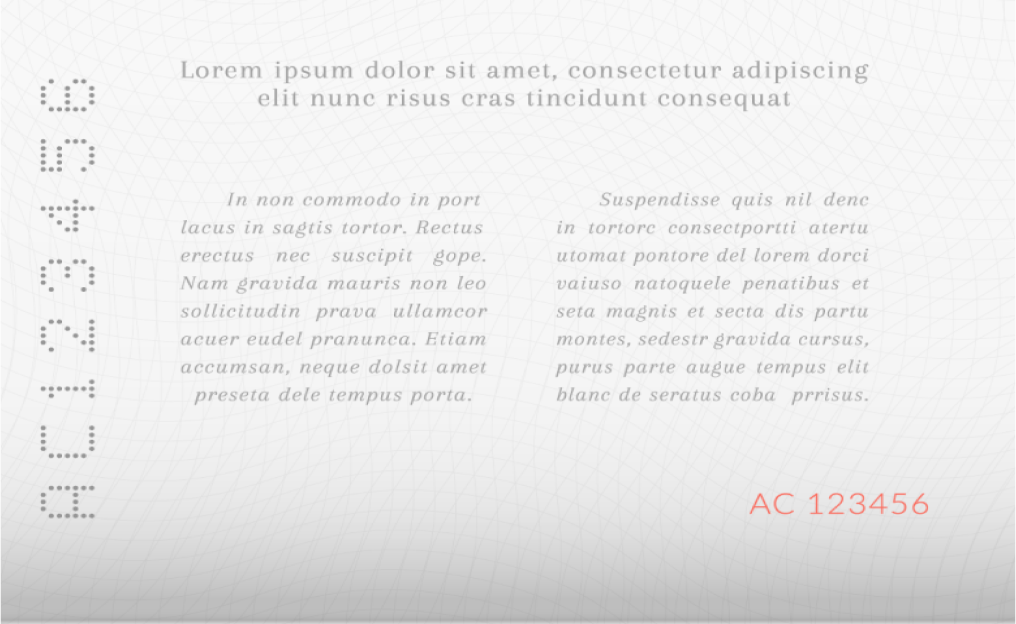 Lorem ipsum dolor sit amet, consectetur adipiscing
elit nunc risus cras tincidunt consequat
In non commodo in port
lacus in sagtis tortor. Rectus
erectus nec suscipit gope.
Nam gravida mauris non leo
sollicitudin prava ullamcor
acuer eudel pranunca. Etiam
accumsan, neque dolsit amet
preseta dele tempus porta.
Suspendisse quis nil denc
in tortorc consectportti atertu
utomat pontore del lorem dorci
vaiuso natoquele penatibus et
seta magnis et secta dis partu
montes, sedestr gravida cursus,
purus parte augue tempus elit
blanc de seratus coba prrisus.
AC123456
AC 123456